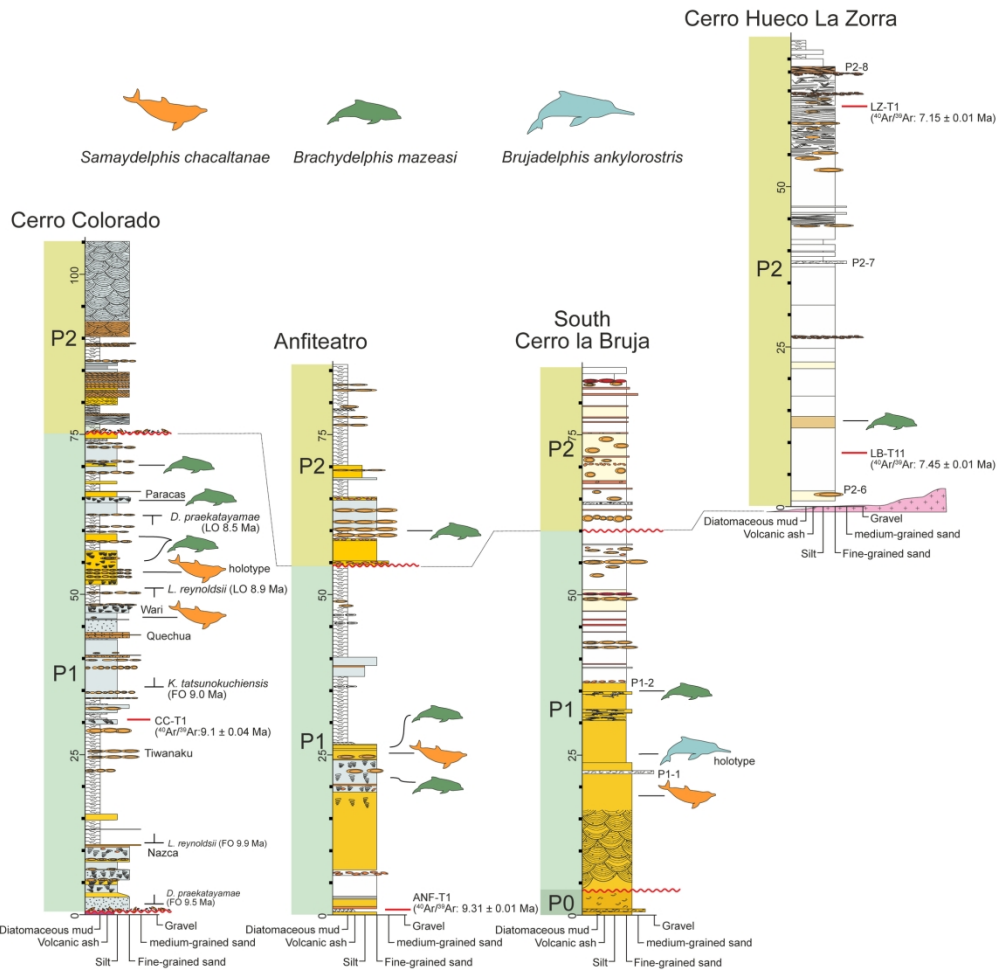 Cerro Hueco La Zorra
Samaydelphis chacaltanae
Brachydelphis mazeasi
Brujadelphis ankylorostris
P2-8
LZ-T1
(⁴⁰Ar/³⁹Ar: 7.15 ± 0.01 Ma)
50
P2
P2-7
25
LB-T11
(⁴⁰Ar/³⁹Ar: 7.45 ± 0.01 Ma)
P2-6
0
Diatomaceous mud
Volcanic ash
Silt
Gravel
medium-grained sand
Fine-grained sand
Cerro Colorado
100
P2
75
Paracas
D. praekatayamae
(LO 8.5 Ma)
holotype
L. reynoldsii (LO 8.9 Ma)
50
Wari
Quechua
P1
K. tatsunokuchiensis
(FO 9.0 Ma)
CC-T1
(⁴⁰Ar/³⁹Ar:9.1 ± 0.04 Ma)
Tiwanaku
25
L. reynoldsii (FO 9.9 Ma)
Nazca
D. praekatayamae
(FO 9.5 Ma)
0
Diatomaceous mud
Volcanic ash
Silt
Gravel
medium-grained sand
Fine-grained sand
Anfiteatro
75
P2
50
P1
25
ANF-T1
(⁴⁰Ar/³⁹Ar: 9.31 ± 0.01 Ma)
0
Diatomaceous mud
Volcanic ash
Silt
Gravel
medium-grained sand
Fine-grained sand
South
Cerro la Bruja
75
P2
50
P1-2
P1
25
holotype
P1-1
P0
0
Diatomaceous mud
Volcanic ash
Silt
Gravel
medium-grained sand
Fine-grained sand